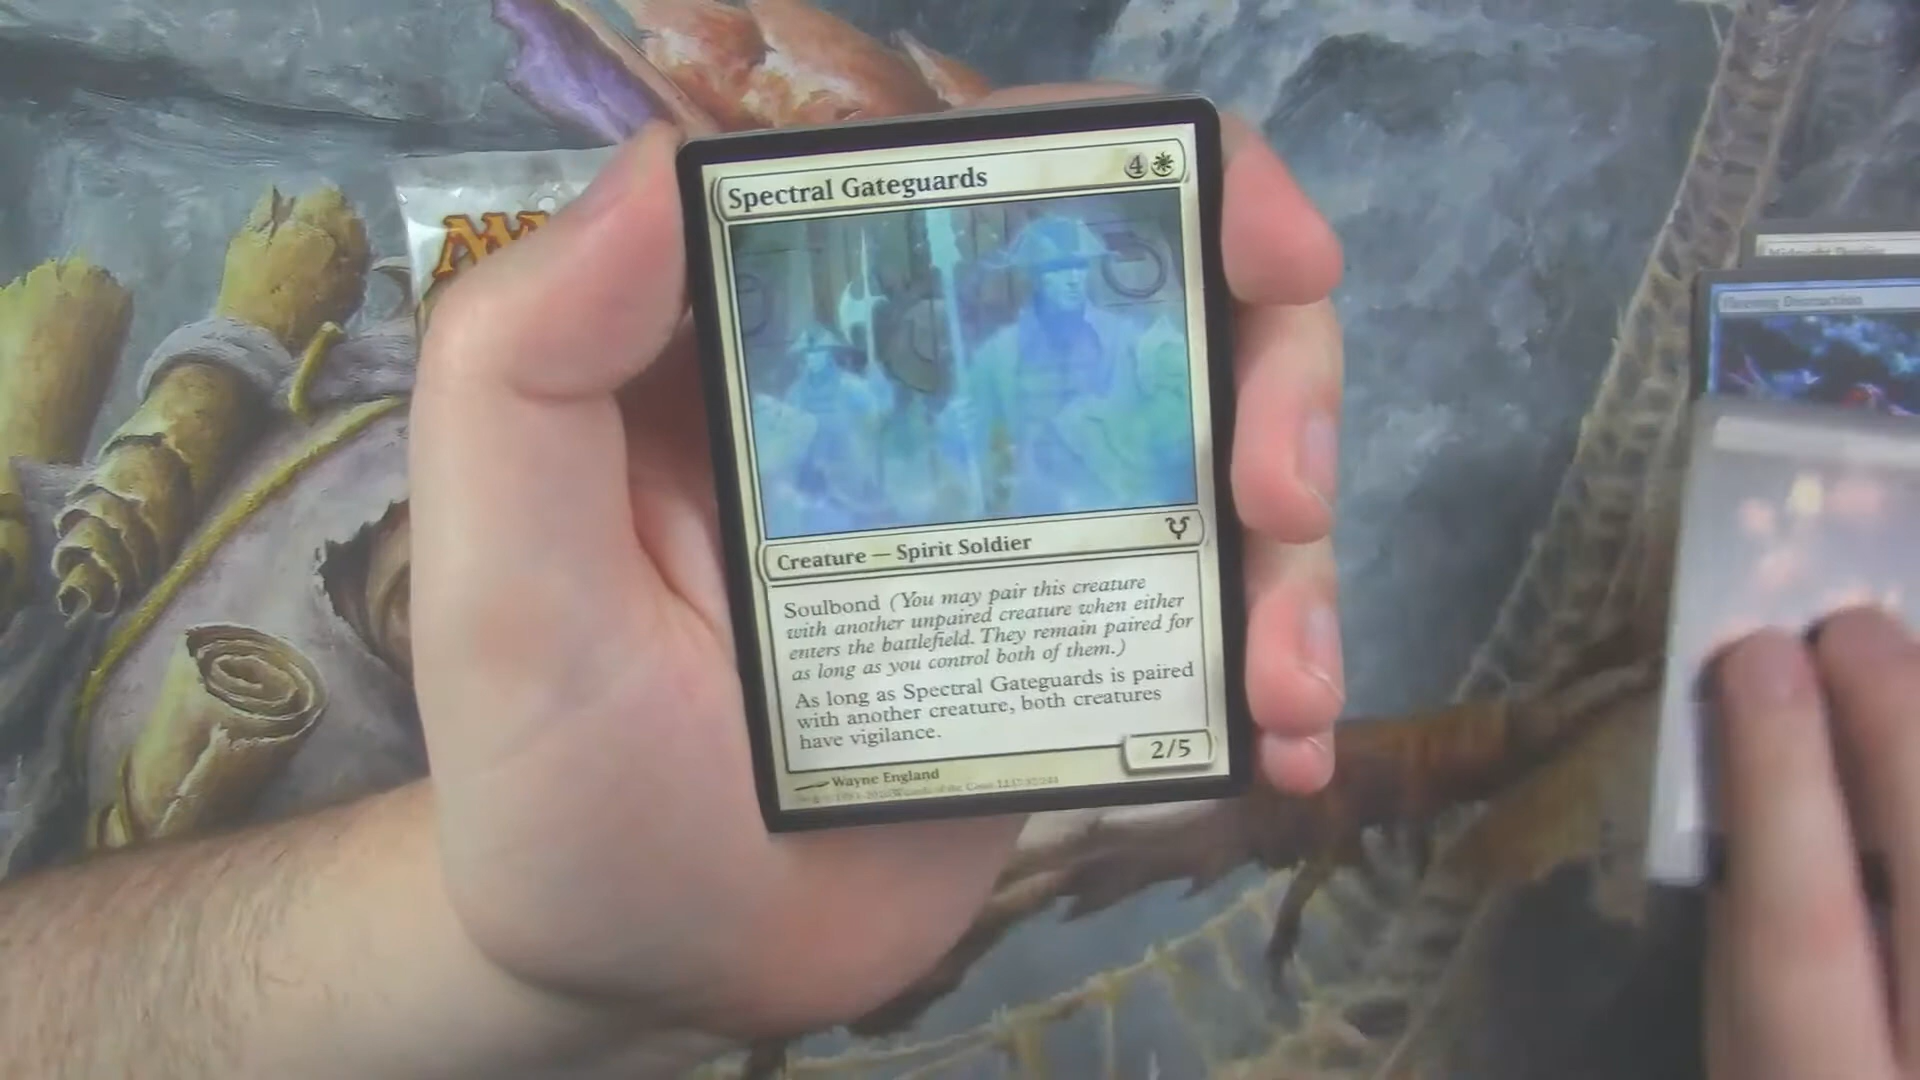 Spectral Gateguards 4
Creature — Spirit Soldier
Soulbond (You may pair this creature
with another unpaired creature when either
enters the battlefield. They remain paired for
as long as you control both of them.)
As long as Spectral Gateguards is paired
with another creature, both creatures
have vigilance.
2/5
Wayne England